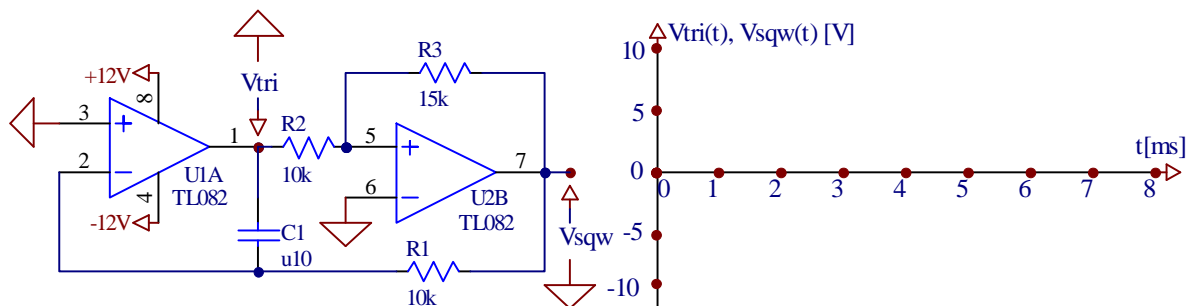 +12V
8
3
2
1
U1A
TL082
4
-12V
Vtri
R2
10k
C1
u10
R3
15k
5
6
7
U2B
TL082
R1
10k
Vsqw
Vtri(t), Vsqw(t) [V]
10
5
0
-5
-10
0 1 2 3 4 5 6 7 8
t[ms]